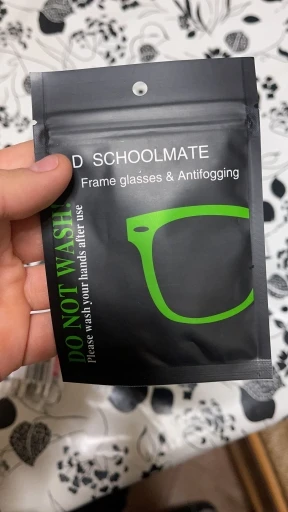 D SCHOOLMATE
Frame glasses & Antifogging
DO NOT WASH!
Please wash your hands after use